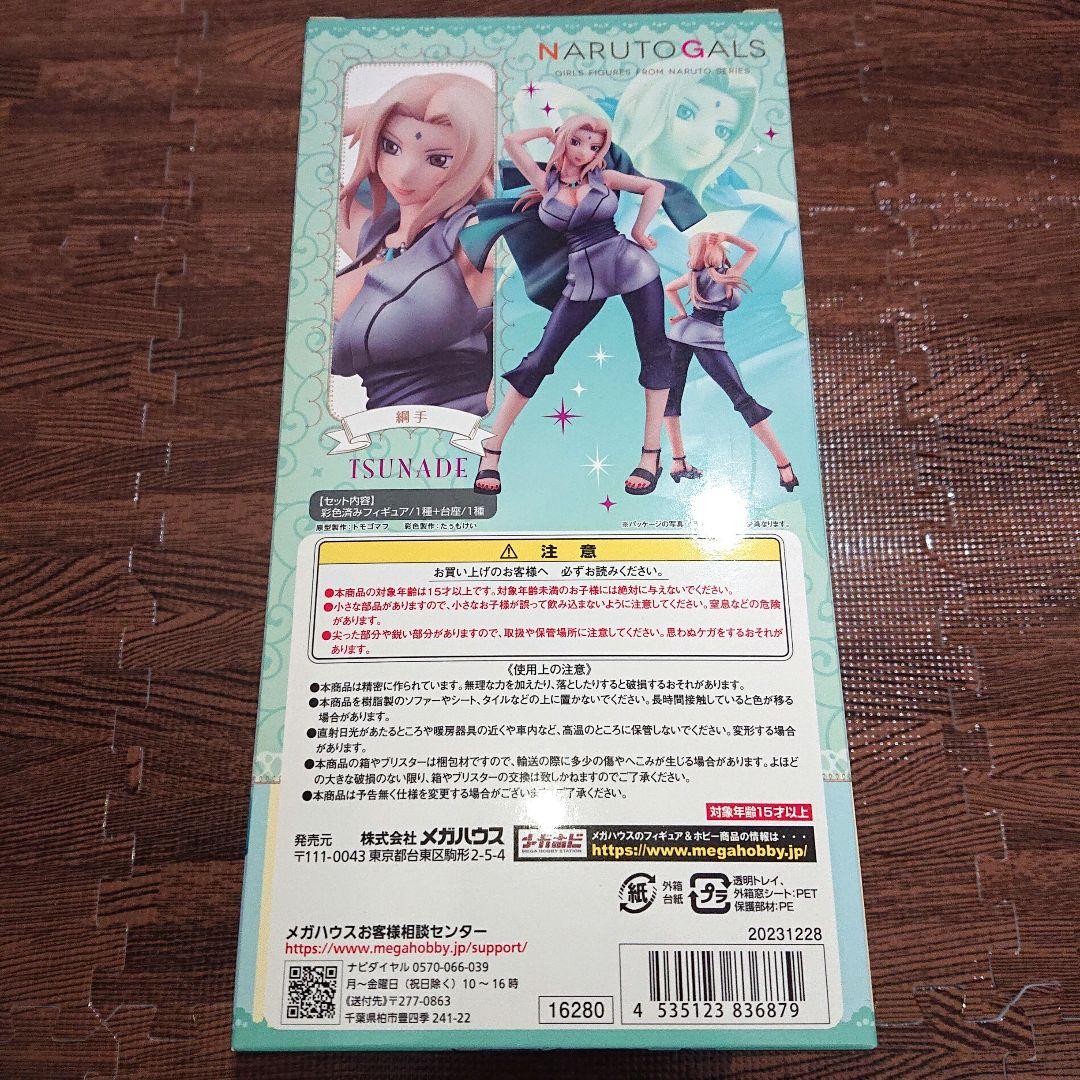 NARUTOGALS
GIRLS FIGURES FROM NARUTO SERIES
綱手
TSUNADE
【セット内容】
彩色済みフィギュア/1種+台座/1種
原型製作：トモゴマフ 彩色製作：たぅもけい
※パッケージの写真 異なります。
⚠ 注意
お買い上げのお客様へ 必ずお読みください。
●本商品の対象年齢は15才以上です。対象年齢未満のお子様には絶対に与えないでください。
●小さな部品がありますので、小さなお子様が誤って飲み込まないように注意してください。窒息などの危険
があります。
●尖った部分や鋭い部分がありますので、取扱や保管場所に注意してください。思わぬケガをするおそれが
あります。
《使用上の注意》
●本商品は精密に作られています。無理な力を加えたり、落としたりすると破損するおそれがあります。
●本商品を樹脂製のソファーやシート、タイルなどの上に置かないでください。長時間接触していると色が移る
場合があります。
●直射日光があたるところや暖房器具の近くや車内など、高温のところに保管しないでください。変形する場合
があります。
●本商品の箱やブリスターは梱包材ですので、輸送の際に多少の傷やへこみが生じる場合があります。よほど
の大きな破損のない限り、箱やブリスターの交換は致しかねますのでご了承ください。
●本商品は予告無く仕様を変更する場合がございます ご了承ください。
対象年齢15才以上
発売元 株式会社メガハウス
〒111-0043 東京都台東区駒形2-5-4
メガホビ
MEGA HOBBY STATION
メガハウスのフィギュア&ホビー商品の情報は・・・
https://www.megahobby.jp/
紙
外箱
台紙
プラ
透明トレイ、
外箱窓シート:PET
保護部材:PE
メガハウスお客様相談センター
https://www.megahobby.jp/support/
ナビダイヤル 0570-066-039
月〜金曜日（祝日除く）10〜16時
《送付先》〒277-0863
千葉県柏市豊四季 241-22
20231228
16280
4 535123 836879